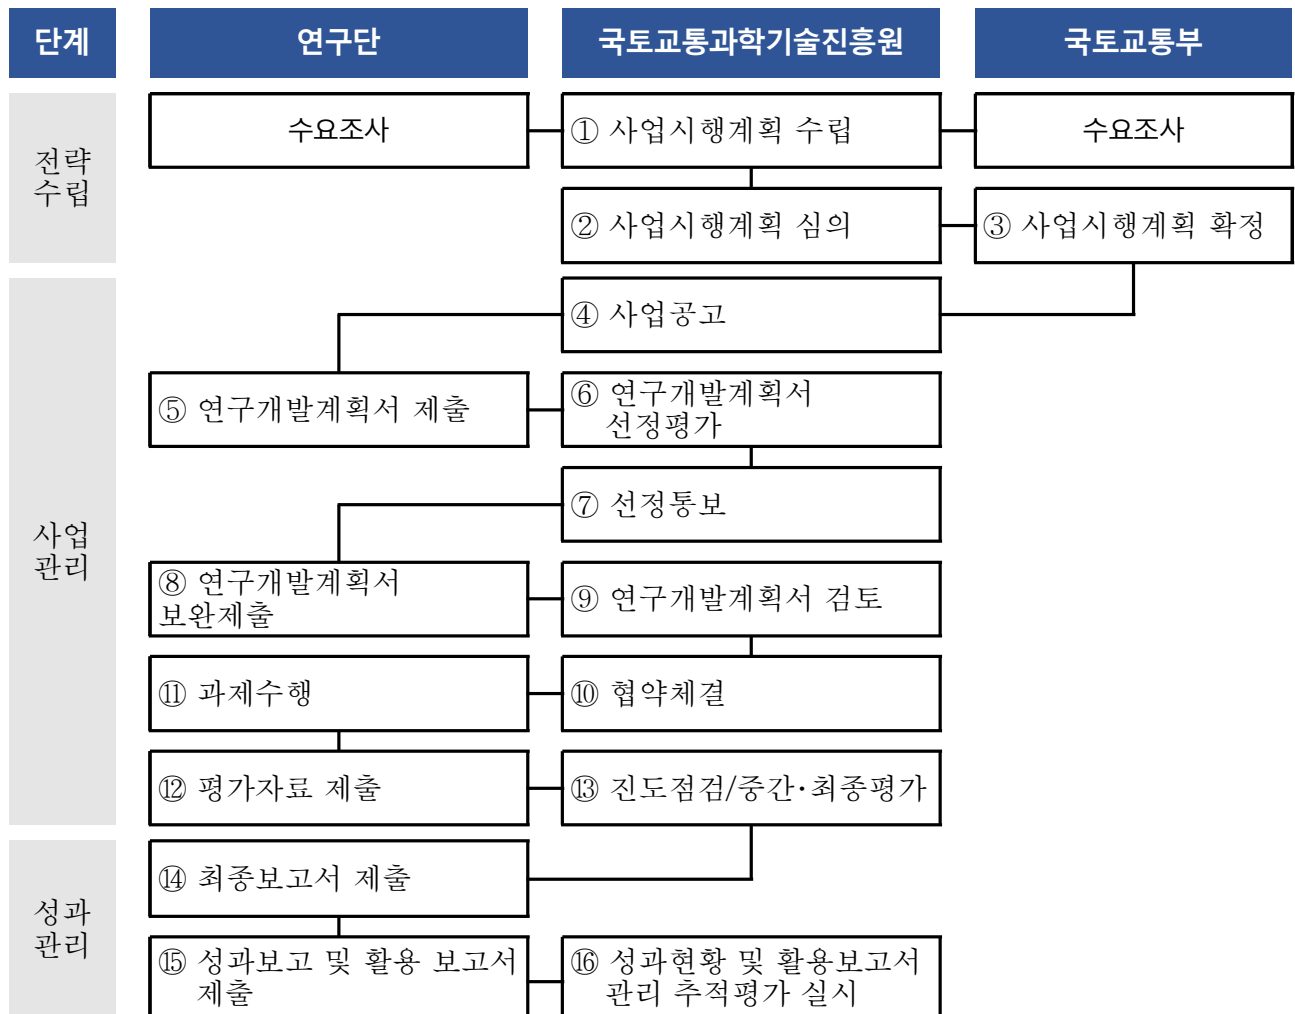 단계
연구단
국토교통과학기술진흥원
국토교통부
전략
수립
수요조사
① 사업시행계획 수립
수요조사
② 사업시행계획 심의
③ 사업시행계획 확정
사업
관리
④ 사업공고
⑤ 연구개발계획서 제출
⑥ 연구개발계획서
선정평가
⑦ 선정통보
⑧ 연구개발계획서
보완제출
⑨ 연구개발계획서 검토
⑪ 과제수행
⑩ 협약체결
⑫ 평가자료 제출
⑬ 진도점검/중간·최종평가
성과
관리
⑭ 최종보고서 제출
⑮ 성과보고 및 활용 보고서
제출
⑯ 성과현황 및 활용보고서
관리 추적평가 실시